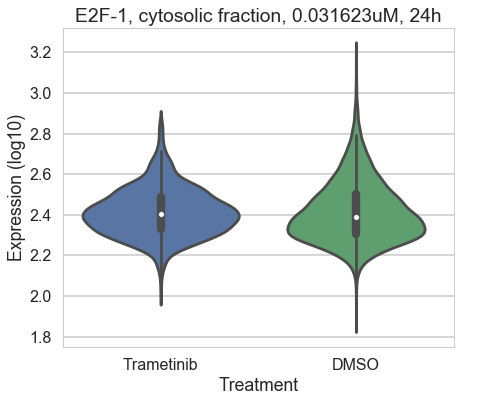 E2F-1, cytosolic fraction, 0.031623uM, 24h
Expression (log10)
3.2
3.0
2.8
2.6
2.4
2.2
2.0
1.8
Trametinib DMSO
Treatment